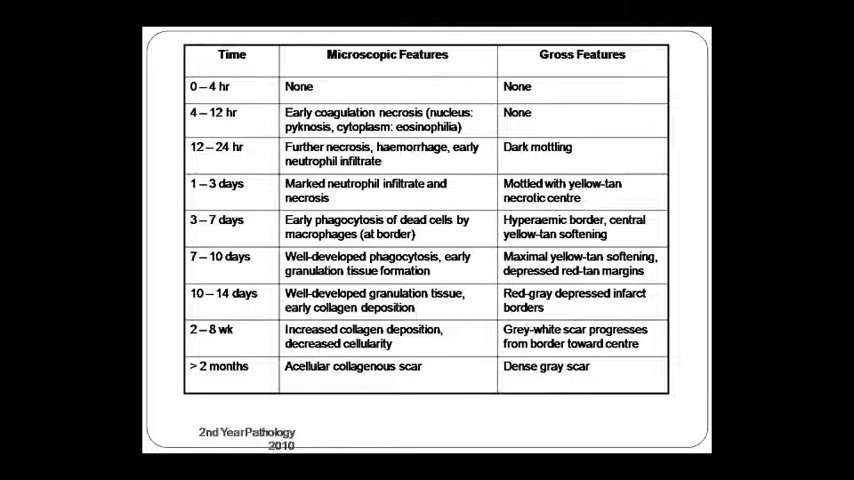 Time Microscopic Features Gross Features
0 – 4 hr None None
4 – 12 hr Early coagulation necrosis (nucleus: None
pyknosis, cytoplasm: eosinophilia)
12 – 24 hr Further necrosis, haemorrhage, early Dark mottling
neutrophil infiltrate
1 – 3 days Marked neutrophil infiltrate and Mottled with yellow-tan
necrosis necrotic centre
3 – 7 days Early phagocytosis of dead cells by Hyperaemic border, central
macrophages (at border) yellow-tan softening
7 – 10 days Well-developed phagocytosis, early Maximal yellow-tan softening,
granulation tissue formation depressed red-tan margins
10 – 14 days Well-developed granulation tissue, Red-gray depressed infarct
early collagen deposition borders
2 – 8 wk Increased collagen deposition, Grey-white scar progresses
decreased cellularity from border toward centre
> 2 months Acellular collagenous scar Dense gray scar
2nd Year Pathology
2010